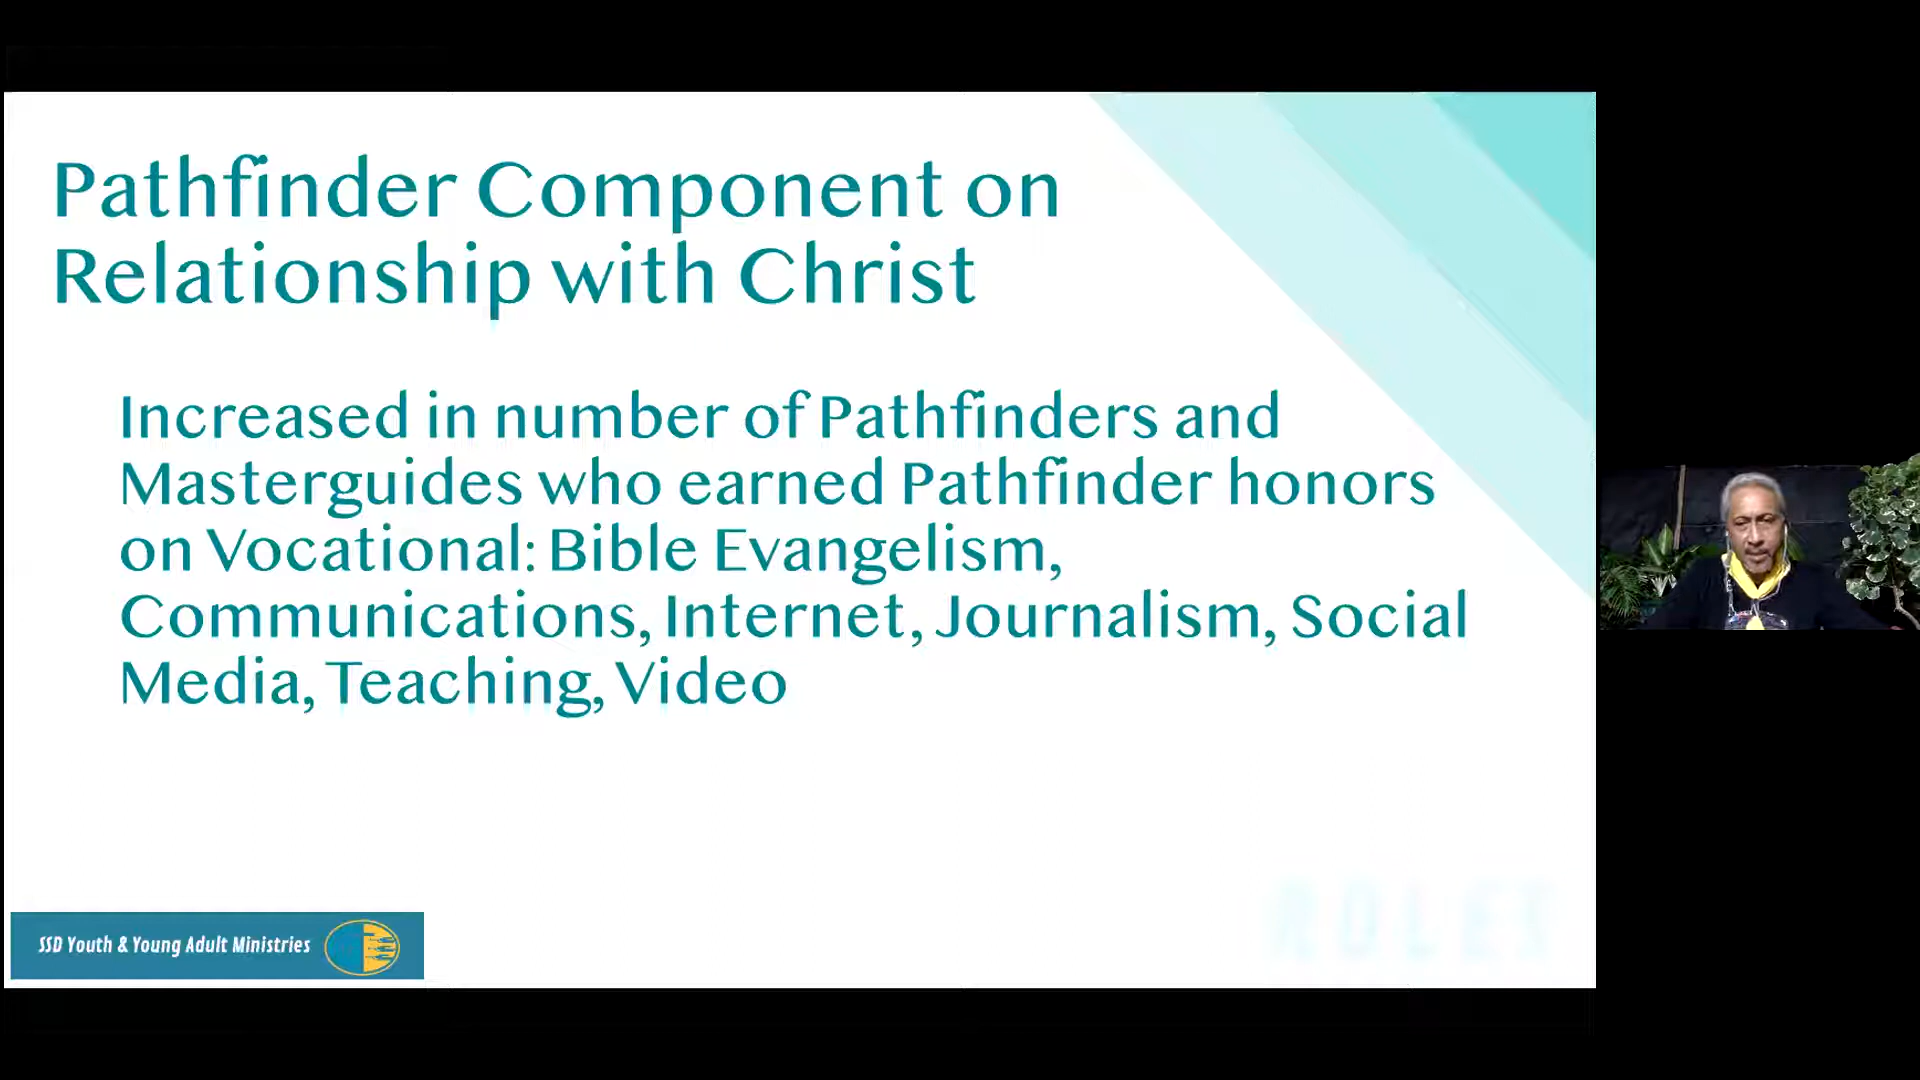 Pathfinder Component on
Relationship with Christ
Increased in number of Pathfinders and
Masterguides who earned Pathfinder honors
on Vocational: Bible Evangelism,
Communications, Internet, Journalism, Social
Media, Teaching, Video
SSD Youth & Young Adult Ministries